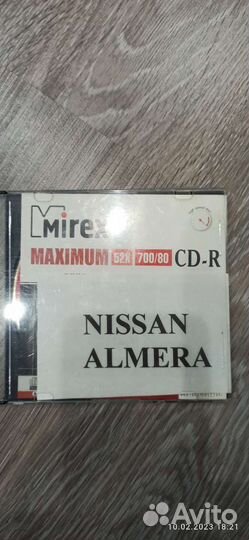 Mirex
MAXIMUM 52X 700/80 CD-R
NISSAN
ALMERA
Avito
10.02.2023 18:21